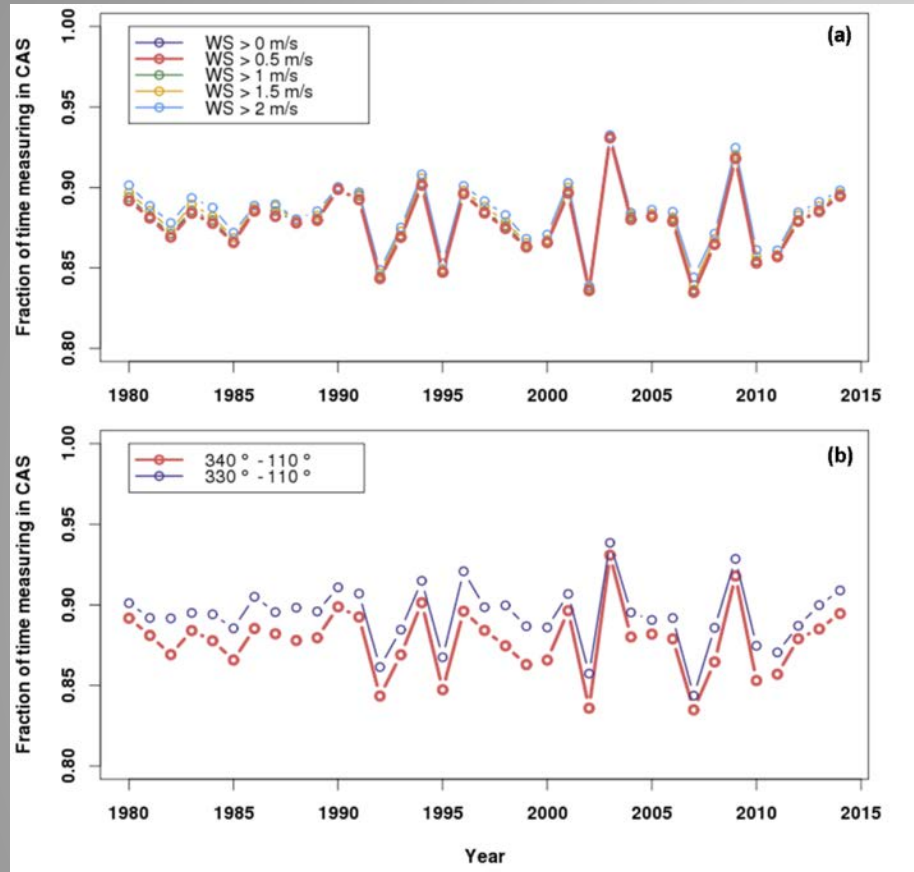 1.00
(a)
WS > 0 m/s
WS > 0.5 m/s
WS > 1 m/s
WS > 1.5 m/s
WS > 2 m/s
0.95
0.90
0.85
0.80
Fraction of time measuring in CAS
1980 1985 1990 1995 2000 2005 2010 2015
1.00
(b)
340 ° - 110 °
330 ° - 110 °
0.95
0.90
0.85
0.80
Fraction of time measuring in CAS
1980 1985 1990 1995 2000 2005 2010 2015
Year